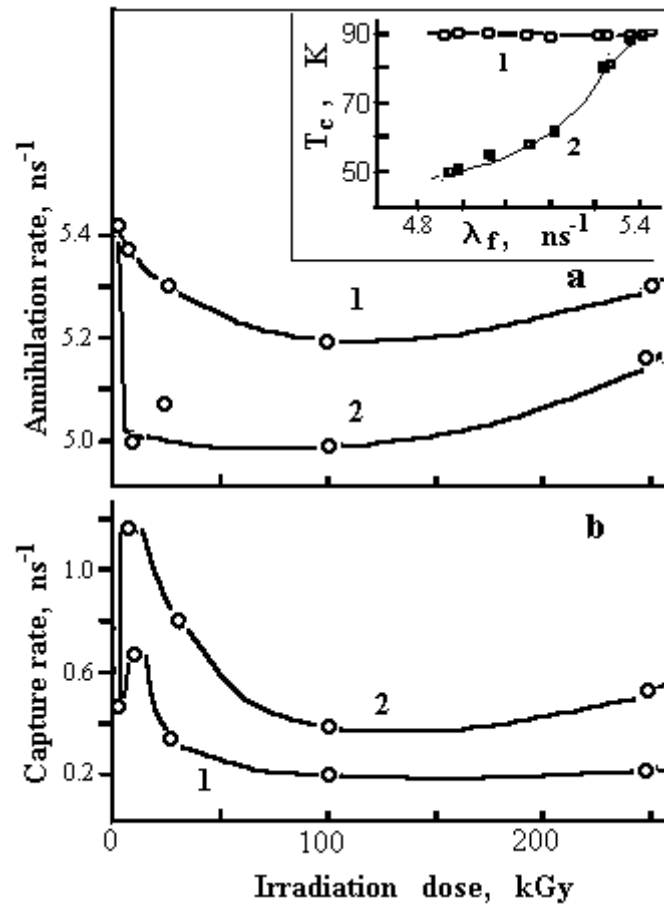 90
70
50
T_c , K
1
2
4.8
5.4
λ_f, ns^-1
a
Annihilation rate, ns^-1
5.4
5.2
5.0
1
2
b
Capture rate, ns^-1
1.0
0.6
0.2
2
1
0
100
200
Irradiation dose, kGy